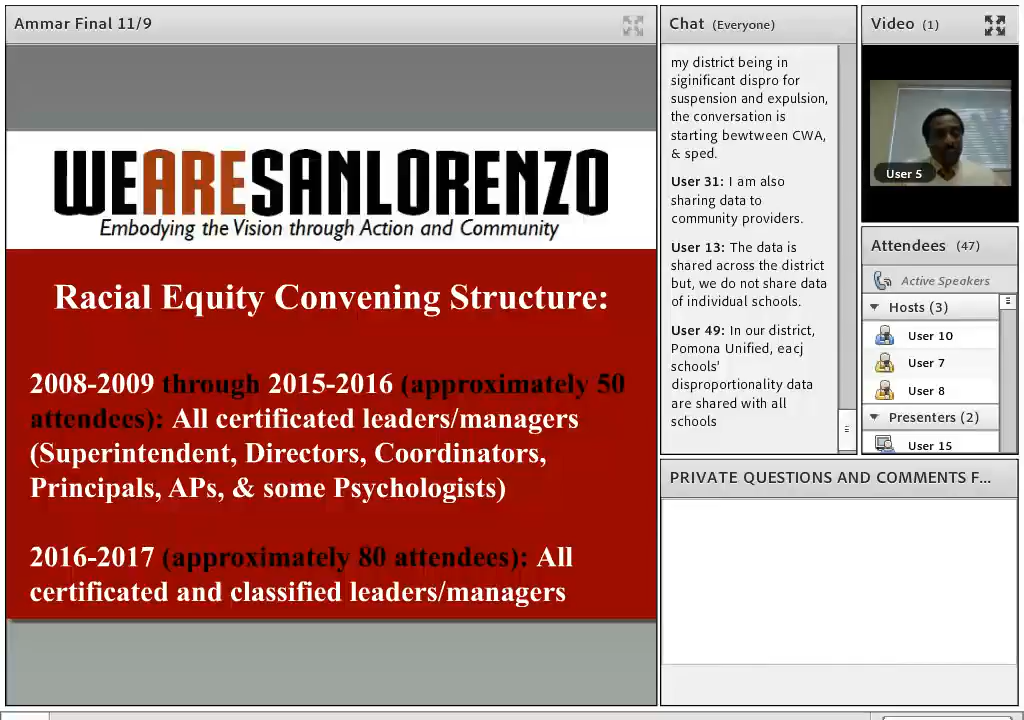 Ammar Final 11/9
WEARESANLORENZO
Embodying the Vision through Action and Community
Racial Equity Convening Structure:
2008-2009 through 2015-2016 (approximately 50
attendees): All certificated leaders/managers
(Superintendent, Directors, Coordinators,
Principals, APs, & some Psychologists)
2016-2017 (approximately 80 attendees): All
certificated and classified leaders/managers
Chat (Everyone)
my district being in
siginificant dispro for
suspension and expulsion,
the conversation is
starting bewtween CWA,
& sped.
User 31: I am also
sharing data to
community providers.
User 13: The data is
shared across the district
but, we do not share data
of individual schools.
User 49: In our district,
Pomona Unified, eacj
schools'
disproportionality data
are shared with all
schools
Video (1)
User 5
Attendees (47)
Active Speakers
Hosts (3)
User 10
User 7
User 8
Presenters (2)
User 15
PRIVATE QUESTIONS AND COMMENTS F...